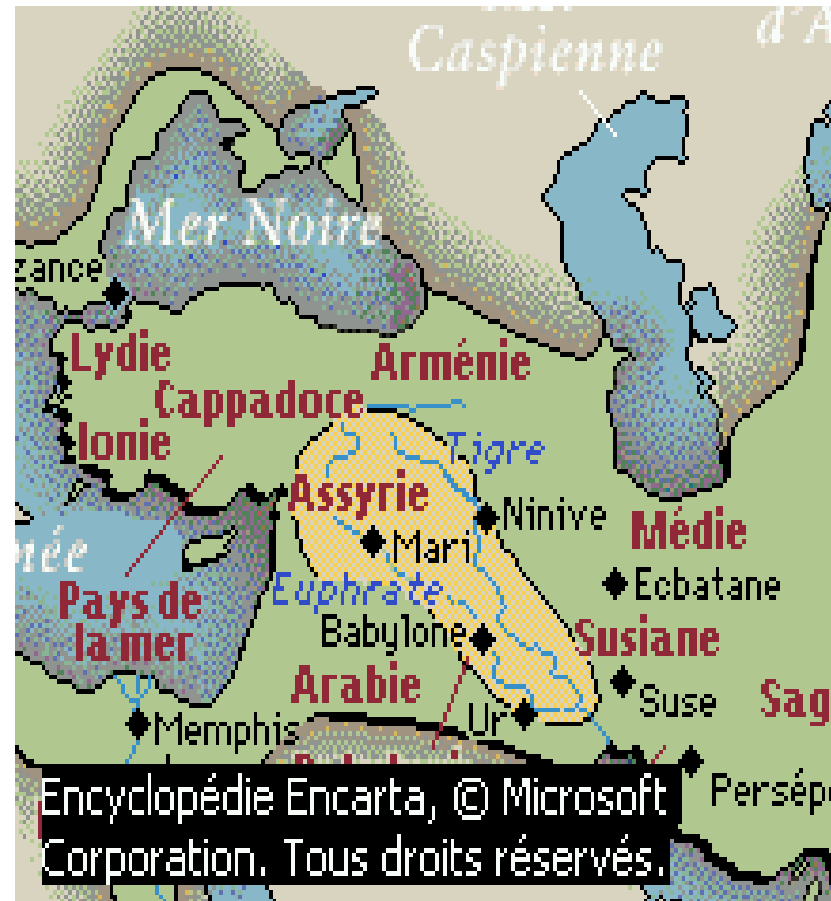 Caspienne
d'A
Mer Noire
zance
Lydie
Arménie
Cappadoce
Ionie
Tigre
Assyrie
Ninive
Médie
née
Mari
Ecbatane
Pays de
la mer
Euphrate
Babylone
Susiane
Arabie
Suse
Sag
Ur
Memphis
Persép
Encyclopédie Encarta, © Microsoft
Corporation. Tous droits réservés.